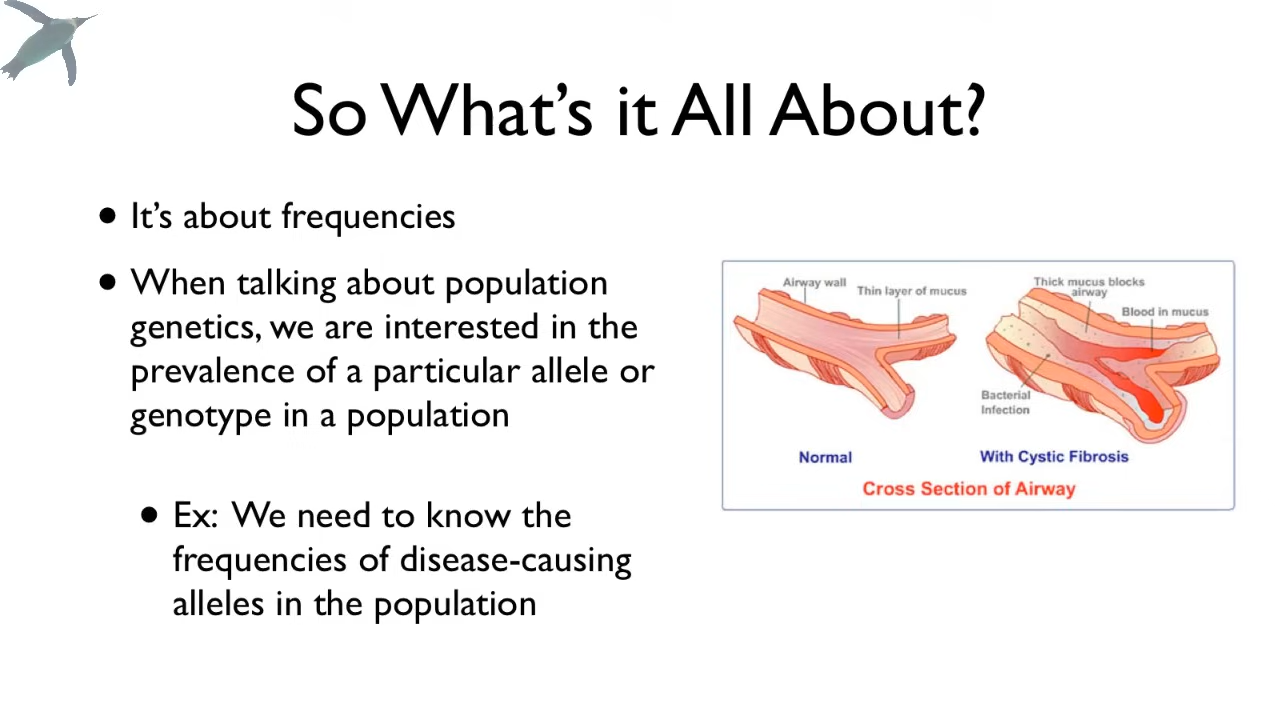 So What's it All About?
• It's about frequencies
• When talking about population
genetics, we are interested in the
prevalence of a particular allele or
genotype in a population
• Ex: We need to know the
frequencies of disease-causing
alleles in the population
Airway wall
Thin layer of mucus
Normal
Thick mucus blocks
airway
Blood in mucus
Bacterial
Infection
With Cystic Fibrosis
Cross Section of Airway